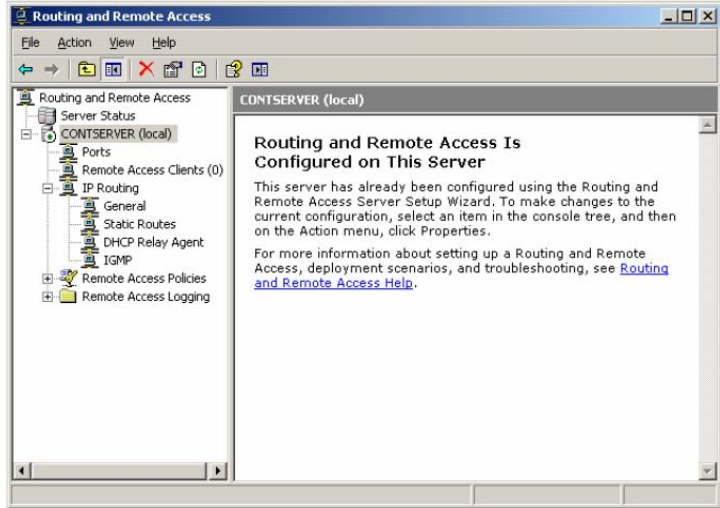 Routing and Remote Access
File Action View Help
Routing and Remote Access
Server Status
CONTSERVER (local)
Ports
Remote Access Clients (0)
IP Routing
General
Static Routes
DHCP Relay Agent
IGMP
Remote Access Policies
Remote Access Logging
CONTSERVER (local)
Routing and Remote Access Is
Configured on This Server
This server has already been configured using the Routing and
Remote Access Server Setup Wizard. To make changes to the
current configuration, select an item in the console tree, and then
on the Action menu, click Properties.
For more information about setting up a Routing and Remote
Access, deployment scenarios, and troubleshooting, see Routing
and Remote Access Help.